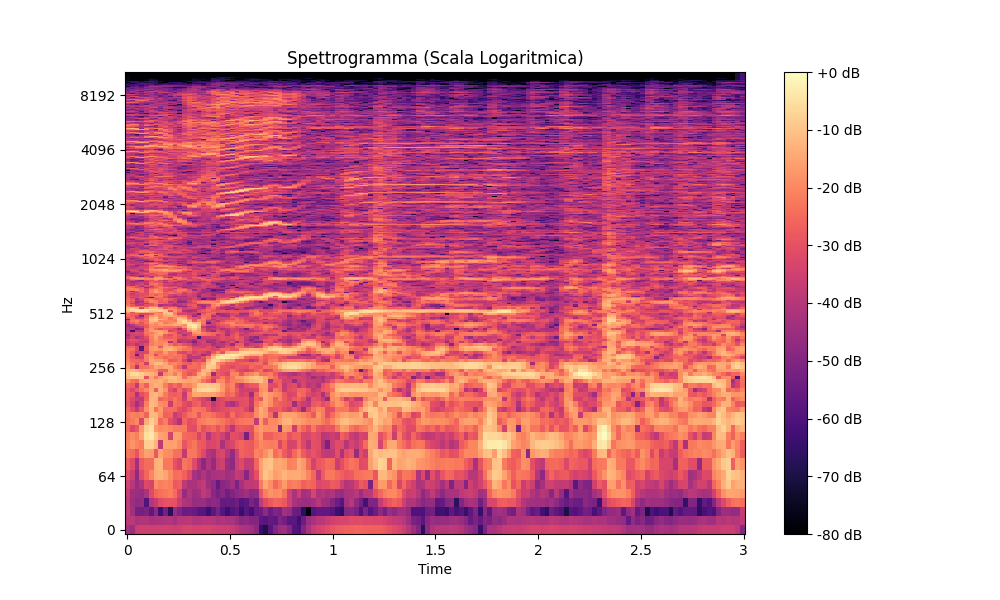 Spettrogramma (Scala Logaritmica)
Hz
8192
4096
2048
1024
512
256
128
64
0
0
0.5
1
1.5
2
2.5
3
Time
+0 dB
-10 dB
-20 dB
-30 dB
-40 dB
-50 dB
-60 dB
-70 dB
-80 dB